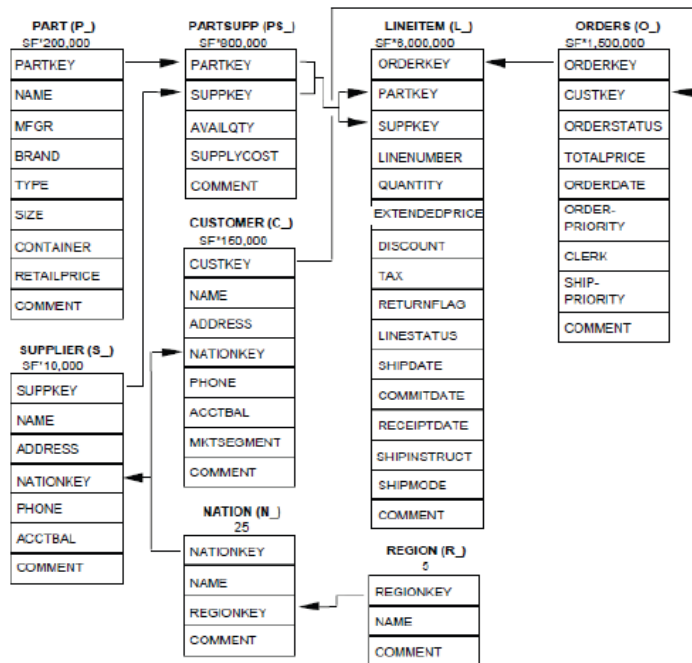 PART (P_)
SF*200,000
PARTKEY
NAME
MFGR
BRAND
TYPE
SIZE
CONTAINER
RETAILPRICE
COMMENT
SUPPLIER (S_)
SF*10,000
SUPPKEY
NAME
ADDRESS
NATIONKEY
PHONE
ACCTBAL
COMMENT
PARTSUPP (PS_)
SF*800,000
PARTKEY
SUPPKEY
AVAILQTY
SUPPLYCOST
COMMENT
CUSTOMER (C_)
SF*150,000
CUSTKEY
NAME
ADDRESS
NATIONKEY
PHONE
ACCTBAL
MKTSEGMENT
COMMENT
NATION (N_)
25
NATIONKEY
NAME
REGIONKEY
COMMENT
LINEITEM (L_)
SF*6,000,000
ORDERKEY
PARTKEY
SUPPKEY
LINENUMBER
QUANTITY
EXTENDEDPRICE
DISCOUNT
TAX
RETURNFLAG
LINESTATUS
SHIPDATE
COMMITDATE
RECEIPTDATE
SHIPINSTRUCT
SHIPMODE
COMMENT
REGION (R_)
5
REGIONKEY
NAME
COMMENT
ORDERS (O_)
SF*1,500,000
ORDERKEY
CUSTKEY
ORDERSTATUS
TOTALPRICE
ORDERDATE
ORDER-
PRIORITY
CLERK
SHIP-
PRIORITY
COMMENT